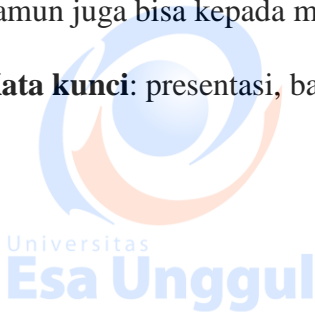 amun juga bisa kepada m
ata kunci: presentasi, ba
Universitas
Esa Unggul